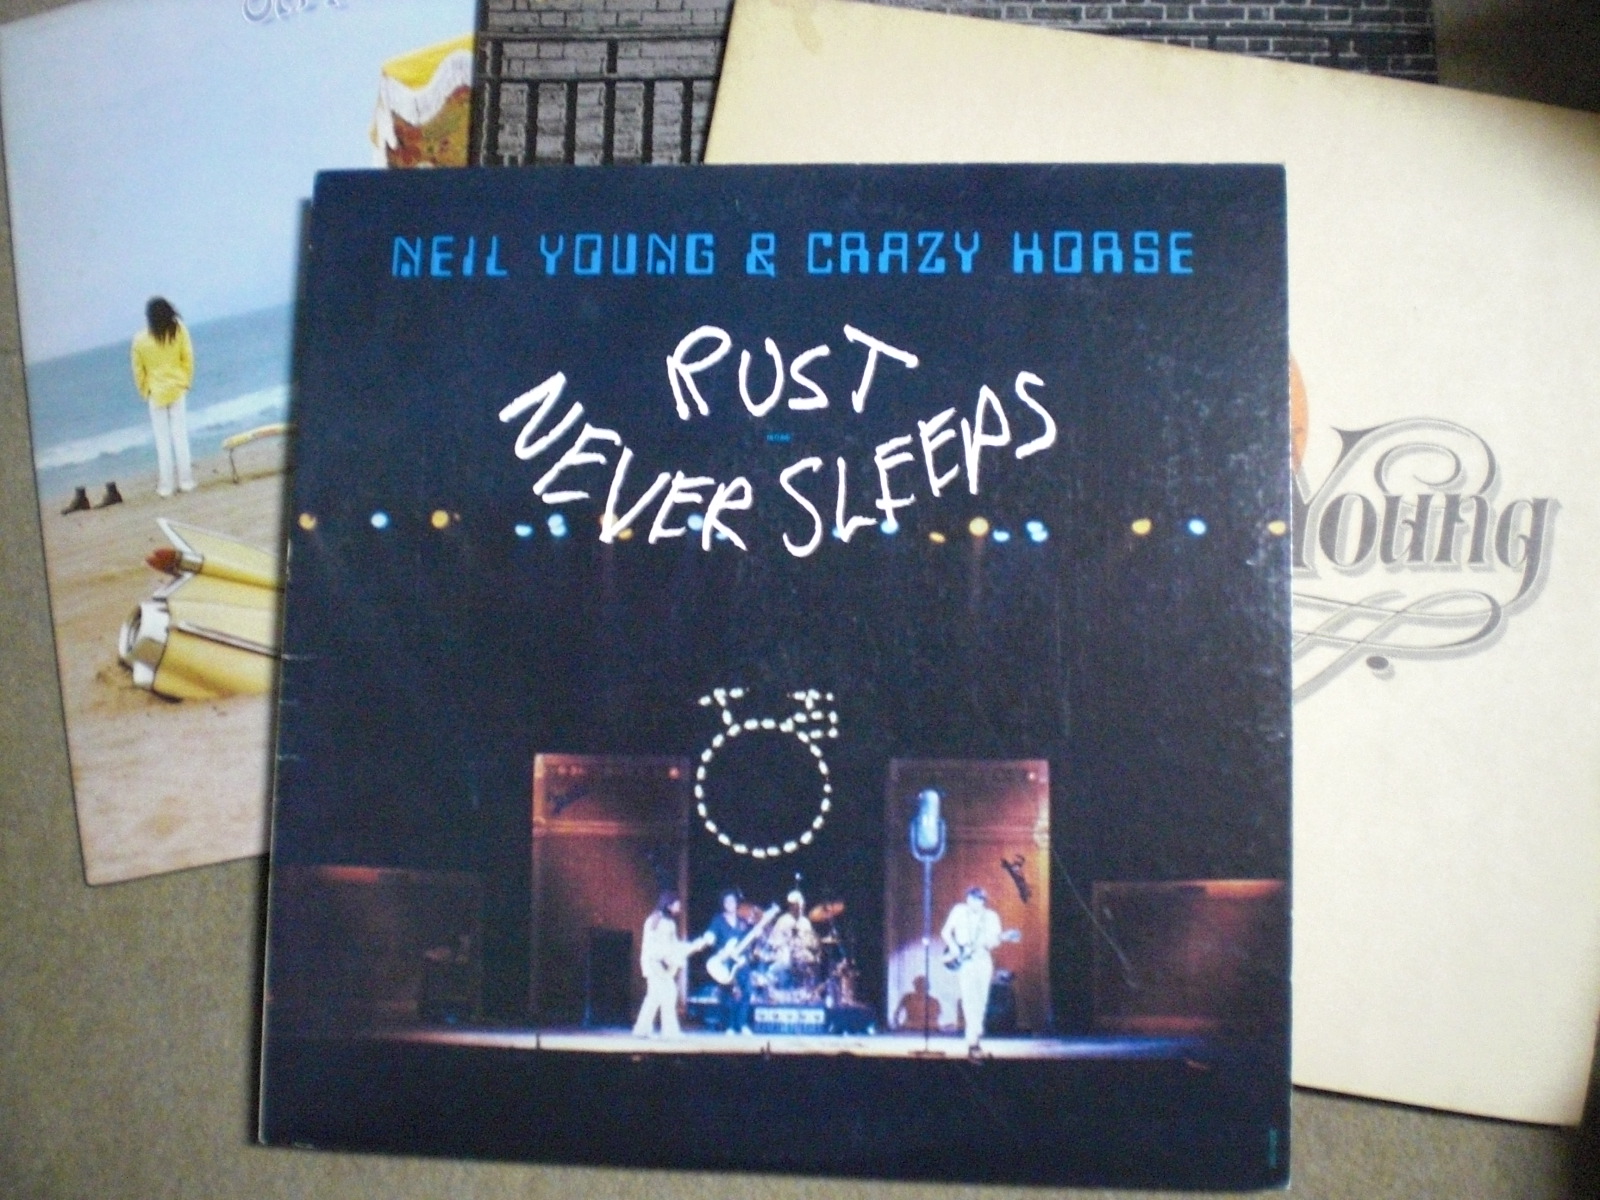 NEIL YOUNG & CRAZY HORSE
RUST
NEVER SLEEPS
Young